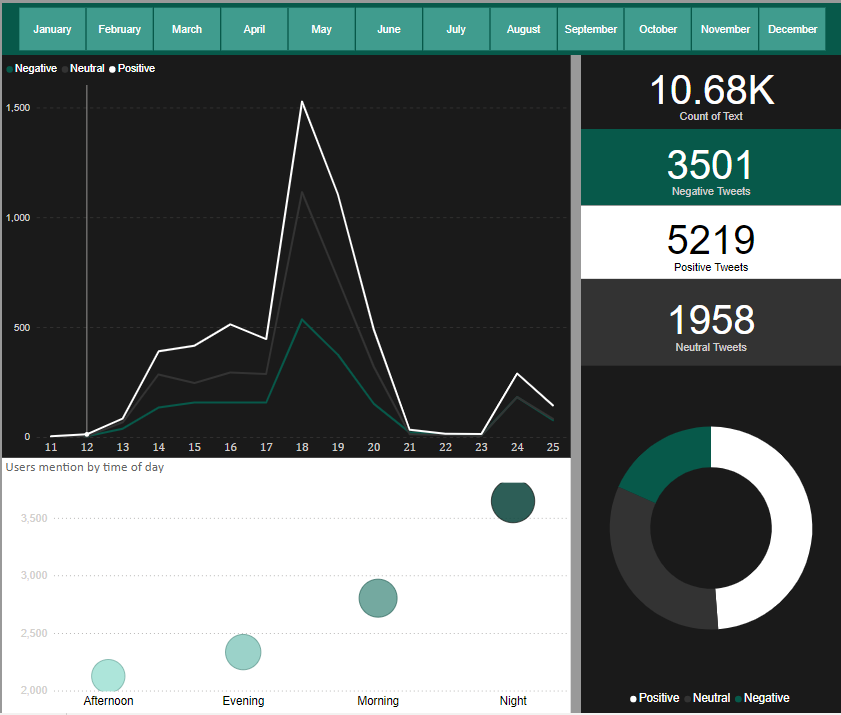 January February March April May June July August September October November December
Negative Neutral Positive
1,500
1,000
500
0
11 12 13 14 15 16 17 18 19 20 21 22 23 24 25
10.68K
Count of Text
3501
Negative Tweets
5219
Positive Tweets
1958
Neutral Tweets
Users mention by time of day
3,500
3,000
2,500
2,000
Afternoon Evening Morning Night
Positive Neutral Negative